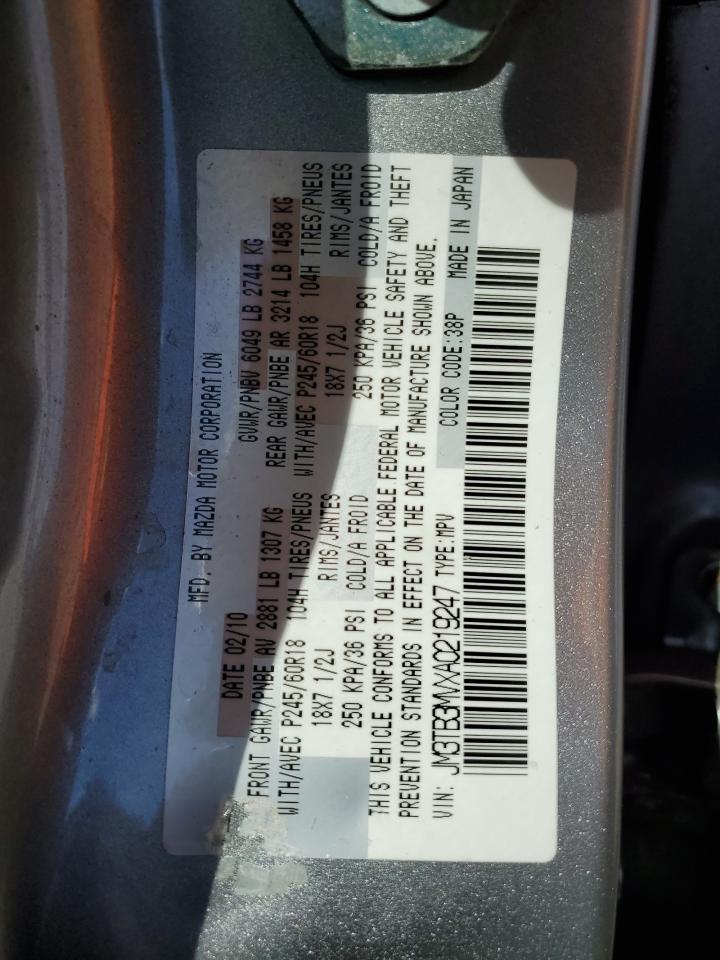 MFD. BY MAZDA MOTOR CORPORATION
DATE 02/10 GVWR/PNBV 6049 LB 2744 KG
FRONT GAWR/PNBE AV 2881 LB 1307 KG REAR GAWR/PNBE AR 3214 LB 1458 KG
WITH/AVEC P245/60R18 104H TIRES/PNEUS WITH/AVEC P245/60R18 104H TIRES/PNEUS
18X7 1/2J RIMS/JANTES 18X7 1/2J RIMS/JANTES
250 KPA/36 PSI COLD/A FROID 250 KPA/36 PSI COLD/A FROID
THIS VEHICLE CONFORMS TO ALL APPLICABLE FEDERAL MOTOR VEHICLE SAFETY AND THEFT
PREVENTION STANDARDS IN EFFECT ON THE DATE OF MANUFACTURE SHOWN ABOVE.
VIN: JM3TB3MVXA0219247 TYPE:MPV COLOR CODE:38P MADE IN JAPAN